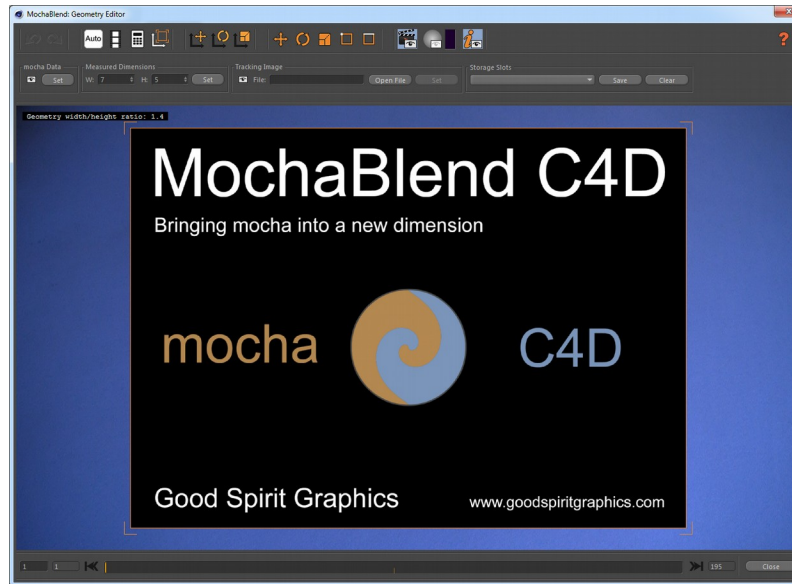 MochaBlend: Geometry Editor
Auto
?
mocha Data
Measured Dimensions
Tracking Image
Storage Slots
Set
W: 7
H: 5
Set
File:
Open File
Set
Save
Clear
Geometry width/height ratio: 1.4
MochaBlend C4D
Bringing mocha into a new dimension
mocha
C4D
Good Spirit Graphics
www.goodspiritgraphics.com
1
1
195
Close